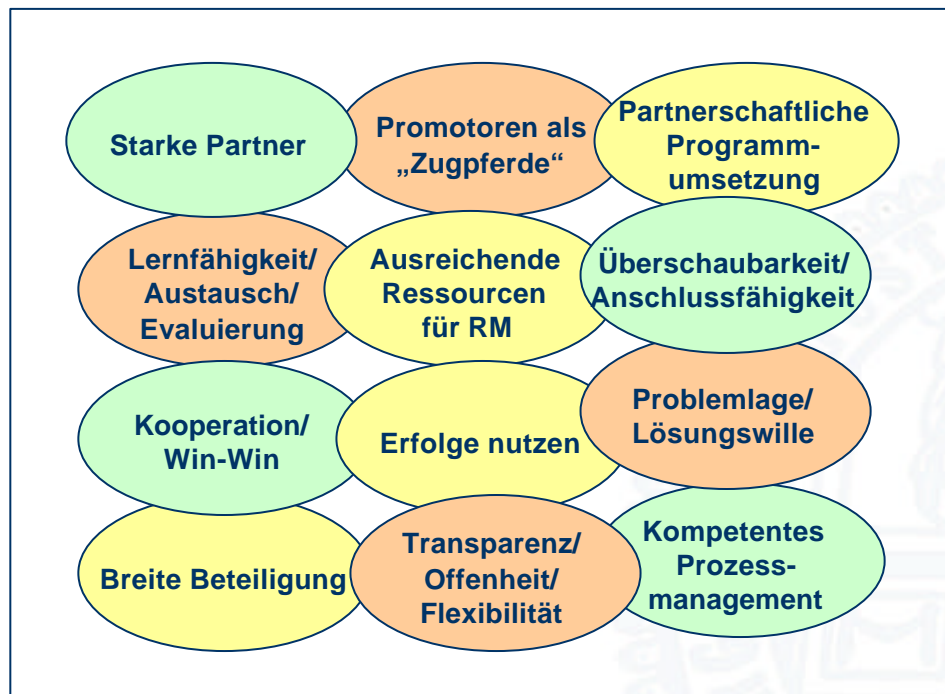 Starke Partner
Promotoren als
„Zugpferde“
Partnerschaftliche
Programm-
umsetzung
Lernfähigkeit/
Austausch/
Evaluierung
Ausreichende
Ressourcen
für RM
Überschaubarkeit/
Anschlussfähigkeit
Kooperation/
Win-Win
Erfolge nutzen
Problemlage/
Lösungswille
Breite Beteiligung
Transparenz/
Offenheit/
Flexibilität
Kompetentes
Prozess-
management